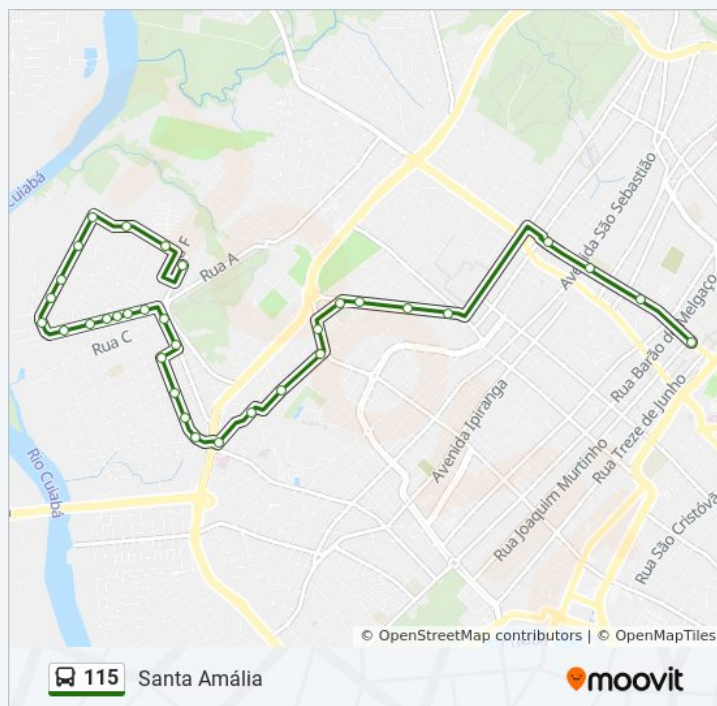 Cuiabá
Avenida São Sebastião
Rua A
F
Rua Barão de Melgaço
Rua C
Rua Treze de Junho
Avenida Ipiranga
Rio Cuiabá
Rua Joaquim Murtinho
Rua São Cristóvã
© OpenStreetMap contributors | © OpenMapTiles
115 Santa Amália
moovit